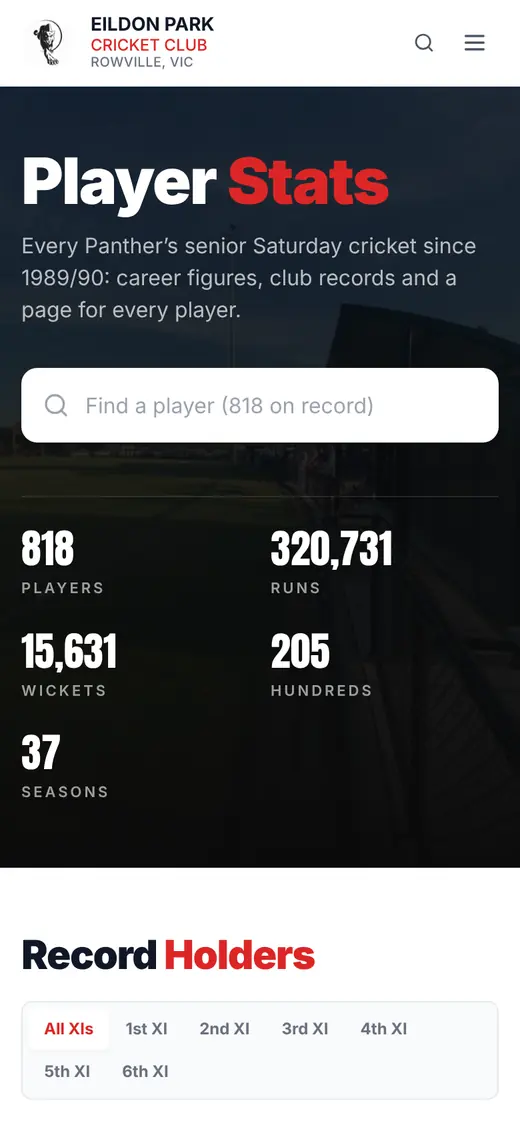 EILDON PARK
CRICKET CLUB
ROWVILLE, VIC
Player Stats
Every Panther’s senior Saturday cricket since
1989/90: career figures, club records and a
page for every player.
Find a player (818 on record)
818
PLAYERS
320,731
RUNS
15,631
WICKETS
205
HUNDREDS
37
SEASONS
Record Holders
All XIs 1st XI 2nd XI 3rd XI 4th XI
5th XI 6th XI